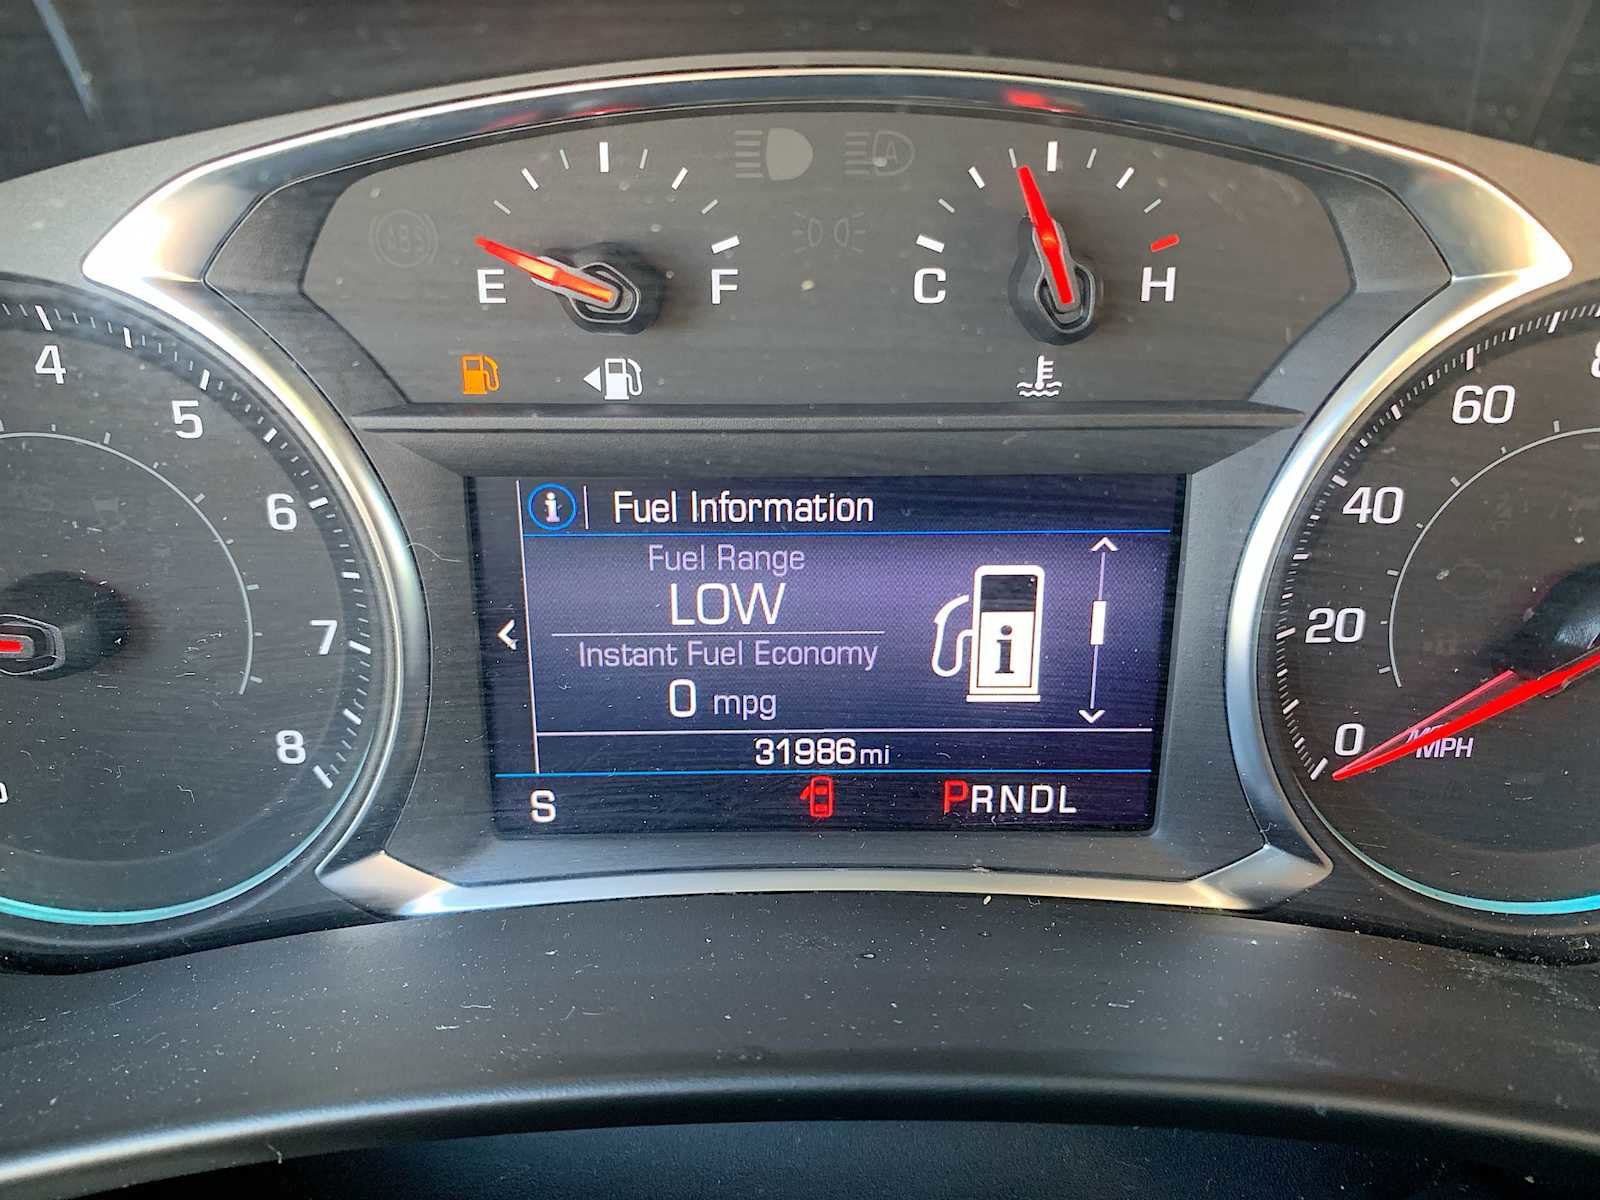 E F C H
4
5
6
7
8
60
40
20
0
MPH
i Fuel Information
Fuel Range
LOW
Instant Fuel Economy
0 mpg
i
31986 mi
S PRNDL
ABS
A